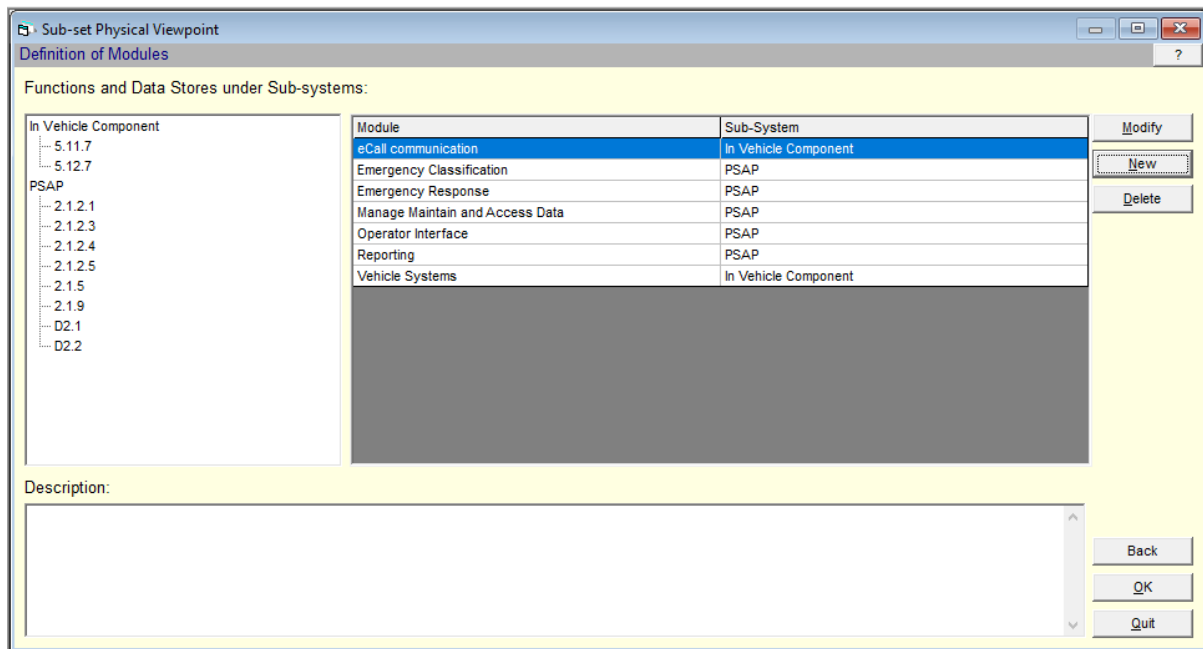 Sub-set Physical Viewpoint
Definition of Modules
?
Functions and Data Stores under Sub-systems:
In Vehicle Component
5.11.7
5.12.7
PSAP
2.1.2.1
2.1.2.3
2.1.2.4
2.1.2.5
2.1.5
2.1.9
D2.1
D2.2
Module Sub-System
eCall communication In Vehicle Component
Emergency Classification PSAP
Emergency Response PSAP
Manage Maintain and Access Data PSAP
Operator Interface PSAP
Reporting PSAP
Vehicle Systems In Vehicle Component
Modify
New
Delete
Description:
Back
OK
Quit